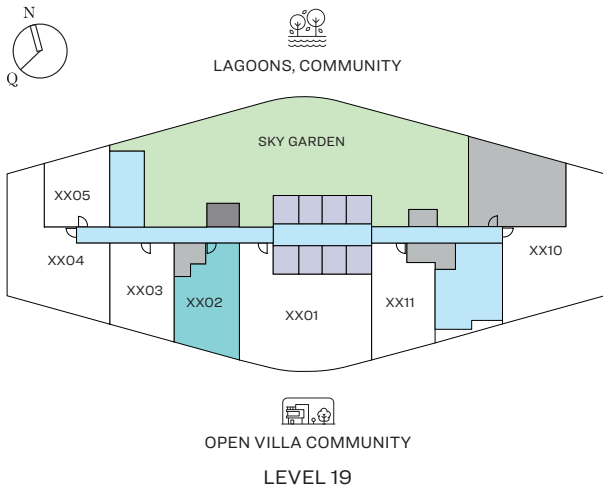 N
Q
LAGOONS, COMMUNITY
SKY GARDEN
XX05
XX04
XX03
XX02
XX01
XX11
XX10
OPEN VILLA COMMUNITY
LEVEL 19